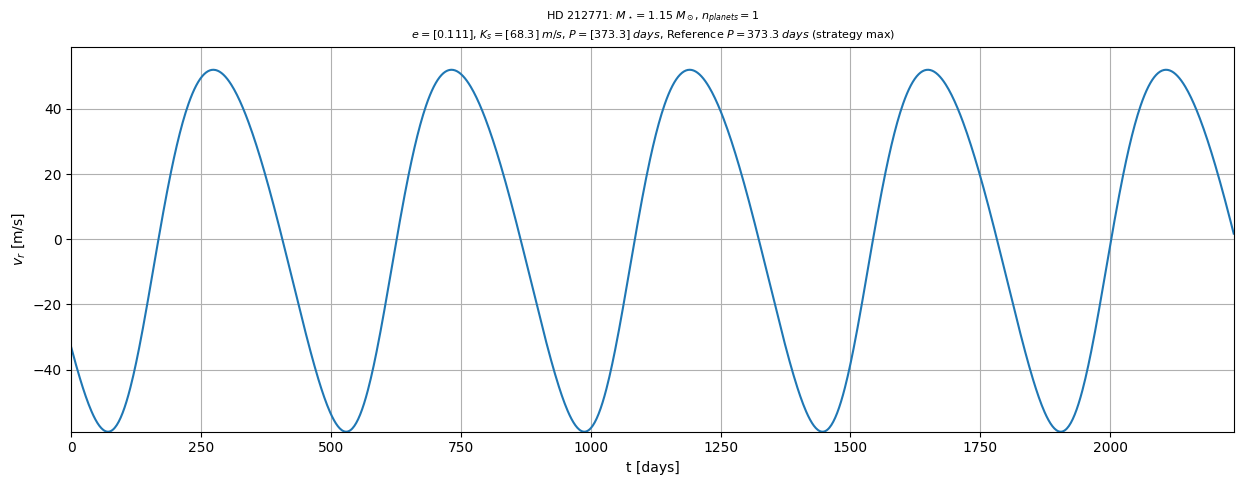 HD 212771: $M_\star = 1.15\ M_\odot$, $n_{planets} = 1$
$e = [0.111]$, $K_s = [68.3]\ m/s$, $P = [373.3]\ days$, Reference $P = 373.3\ days$ (strategy max)
40
20
0
−20
−40
$v_r$ [m/s]
0 250 500 750 1000 1250 1500 1750 2000
t [days]